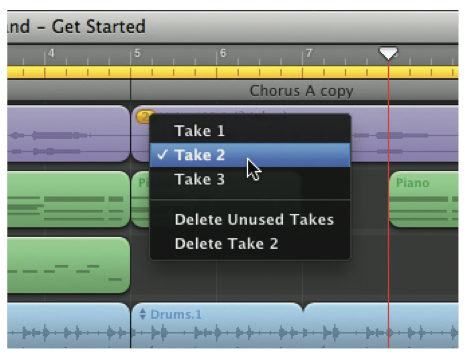 nd – Get Started
4 5 6 7
Chorus A copy
2
Take 1
✓ Take 2
Take 3
Piano
Delete Unused Takes
Delete Take 2
Drums.1